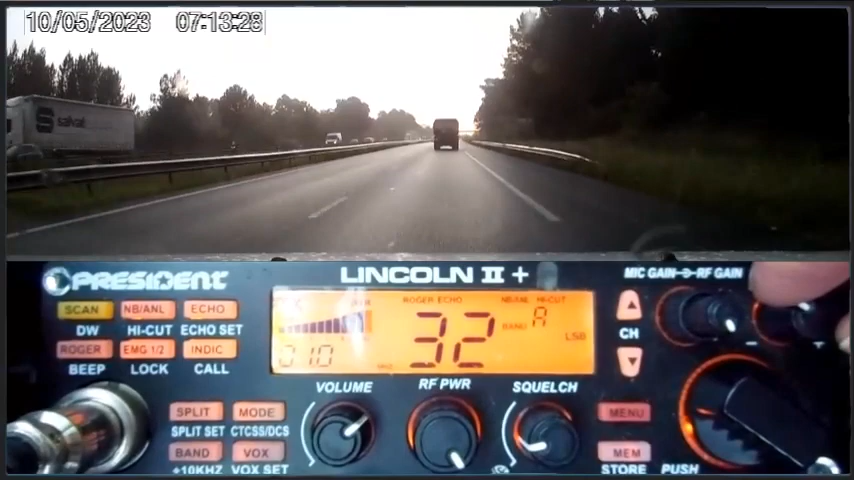 10/05/2023 07:13:28
salvat
PRESIDENT
LINCOLN II +
MIC GAIN RF GAIN
SCAN NB/ANL ECHO
DW HI-CUT ECHO SET
ROGER EMG 1/2 INDIC
BEEP LOCK CALL
ROGER ECHO NB/ANL HI-CUT
32 BAND A
LSB
010
CH
VOLUME RF PWR SQUELCH
SPLIT MODE
SPLIT SET CTCSS/DCS
BAND VOX
+10KHZ VOX SET
MENU
MEM
STORE PUSH